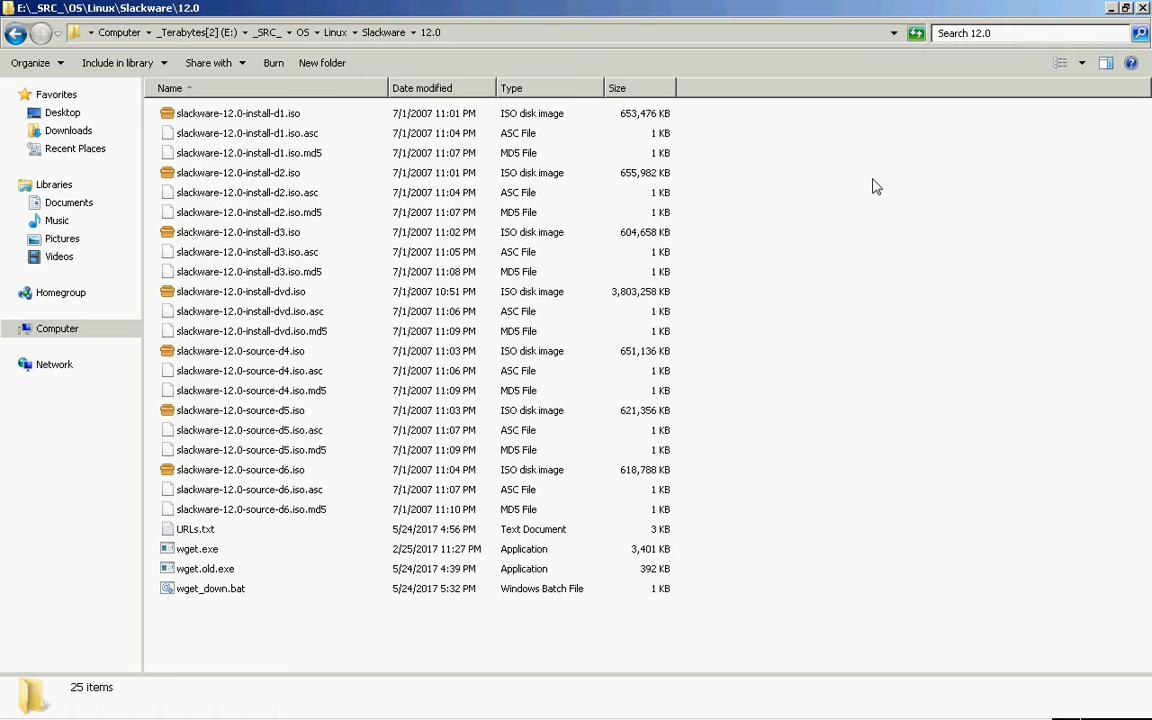 E:\_SRC_\OS\Linux\Slackware\12.0
Computer _Terabytes[2] (E:) _SRC_ OS Linux Slackware 12.0 Search 12.0
Organize Include in library Share with Burn New folder
Name Date modified Type Size
Favorites
Desktop
Downloads
Recent Places
Libraries
Documents
Music
Pictures
Videos
Homegroup
Computer
Network
slackware-12.0-install-d1.iso 7/1/2007 11:01 PM ISO disk image 653,476 KB
slackware-12.0-install-d1.iso.asc 7/1/2007 11:04 PM ASC File 1 KB
slackware-12.0-install-d1.iso.md5 7/1/2007 11:07 PM MD5 File 1 KB
slackware-12.0-install-d2.iso 7/1/2007 11:01 PM ISO disk image 655,982 KB
slackware-12.0-install-d2.iso.asc 7/1/2007 11:04 PM ASC File 1 KB
slackware-12.0-install-d2.iso.md5 7/1/2007 11:07 PM MD5 File 1 KB
slackware-12.0-install-d3.iso 7/1/2007 11:02 PM ISO disk image 604,658 KB
slackware-12.0-install-d3.iso.asc 7/1/2007 11:05 PM ASC File 1 KB
slackware-12.0-install-d3.iso.md5 7/1/2007 11:08 PM MD5 File 1 KB
slackware-12.0-install-dvd.iso 7/1/2007 10:51 PM ISO disk image 3,803,258 KB
slackware-12.0-install-dvd.iso.asc 7/1/2007 11:06 PM ASC File 1 KB
slackware-12.0-install-dvd.iso.md5 7/1/2007 11:09 PM MD5 File 1 KB
slackware-12.0-source-d4.iso 7/1/2007 11:03 PM ISO disk image 651,136 KB
slackware-12.0-source-d4.iso.asc 7/1/2007 11:06 PM ASC File 1 KB
slackware-12.0-source-d4.iso.md5 7/1/2007 11:09 PM MD5 File 1 KB
slackware-12.0-source-d5.iso 7/1/2007 11:03 PM ISO disk image 621,356 KB
slackware-12.0-source-d5.iso.asc 7/1/2007 11:07 PM ASC File 1 KB
slackware-12.0-source-d5.iso.md5 7/1/2007 11:09 PM MD5 File 1 KB
slackware-12.0-source-d6.iso 7/1/2007 11:04 PM ISO disk image 618,788 KB
slackware-12.0-source-d6.iso.asc 7/1/2007 11:07 PM ASC File 1 KB
slackware-12.0-source-d6.iso.md5 7/1/2007 11:10 PM MD5 File 1 KB
URLs.txt 5/24/2017 4:56 PM Text Document 3 KB
wget.exe 2/25/2017 11:27 PM Application 3,401 KB
wget.old.exe 5/24/2017 4:39 PM Application 392 KB
wget_down.bat 5/24/2017 5:32 PM Windows Batch File 1 KB
25 items